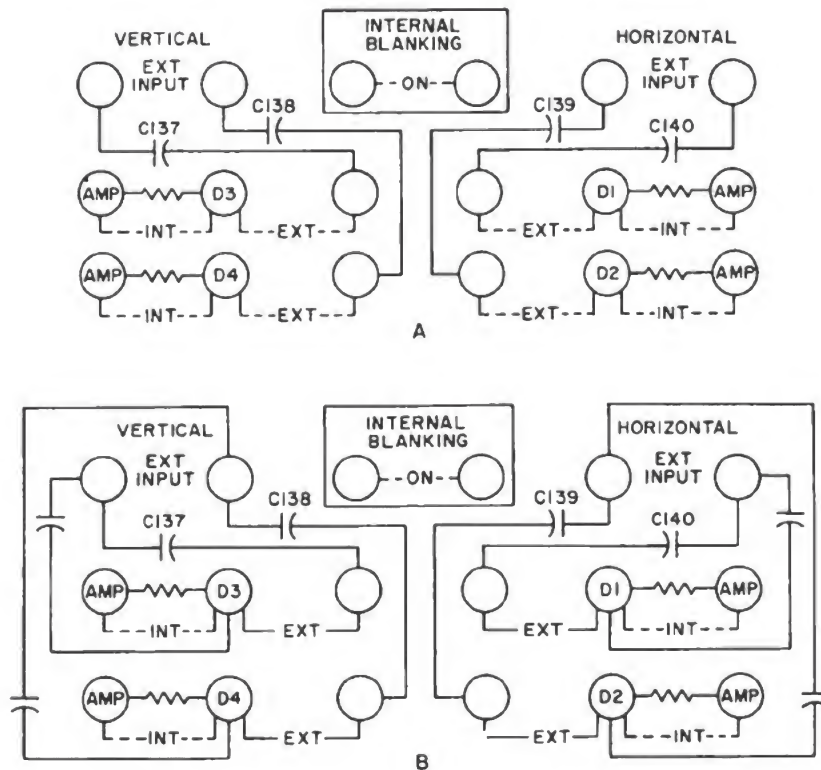 VERTICAL
INTERNAL BLANKING
HORIZONTAL
EXT INPUT
--ON--
EXT INPUT
C138
C139
C137
C140
AMP D3
D1 AMP
--INT-- --EXT--
--EXT-- --INT--
AMP D4
D2 AMP
--INT-- --EXT--
--EXT-- --INT--
A
VERTICAL
INTERNAL BLANKING
HORIZONTAL
EXT INPUT
--ON--
EXT INPUT
C138
C139
C137
C140
AMP D3
D1 AMP
--INT-- EXT
EXT --INT--
AMP D4
D2 AMP
--INT-- EXT
EXT --INT--
B